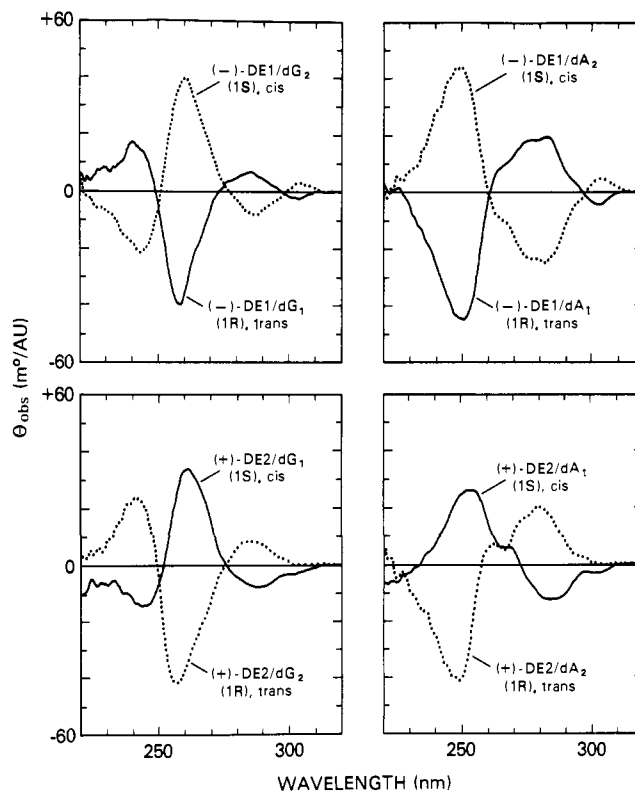 +60
0
-60
(-)-DE1/dG₂
(1S), cis
(-)-DE1/dG₁
(1R), trans
(-)-DE1/dA₂
(1S), cis
(-)-DE1/dA₁
(1R), trans
Θobs (m°/AU)
+60
0
-60
(+)-DE2/dG₁
(1S), cis
(+)-DE2/dG₂
(1R), trans
(+)-DE2/dA₁
(1S), cis
(+)-DE2/dA₂
(1R), trans
250 300
250 300
WAVELENGTH (nm)